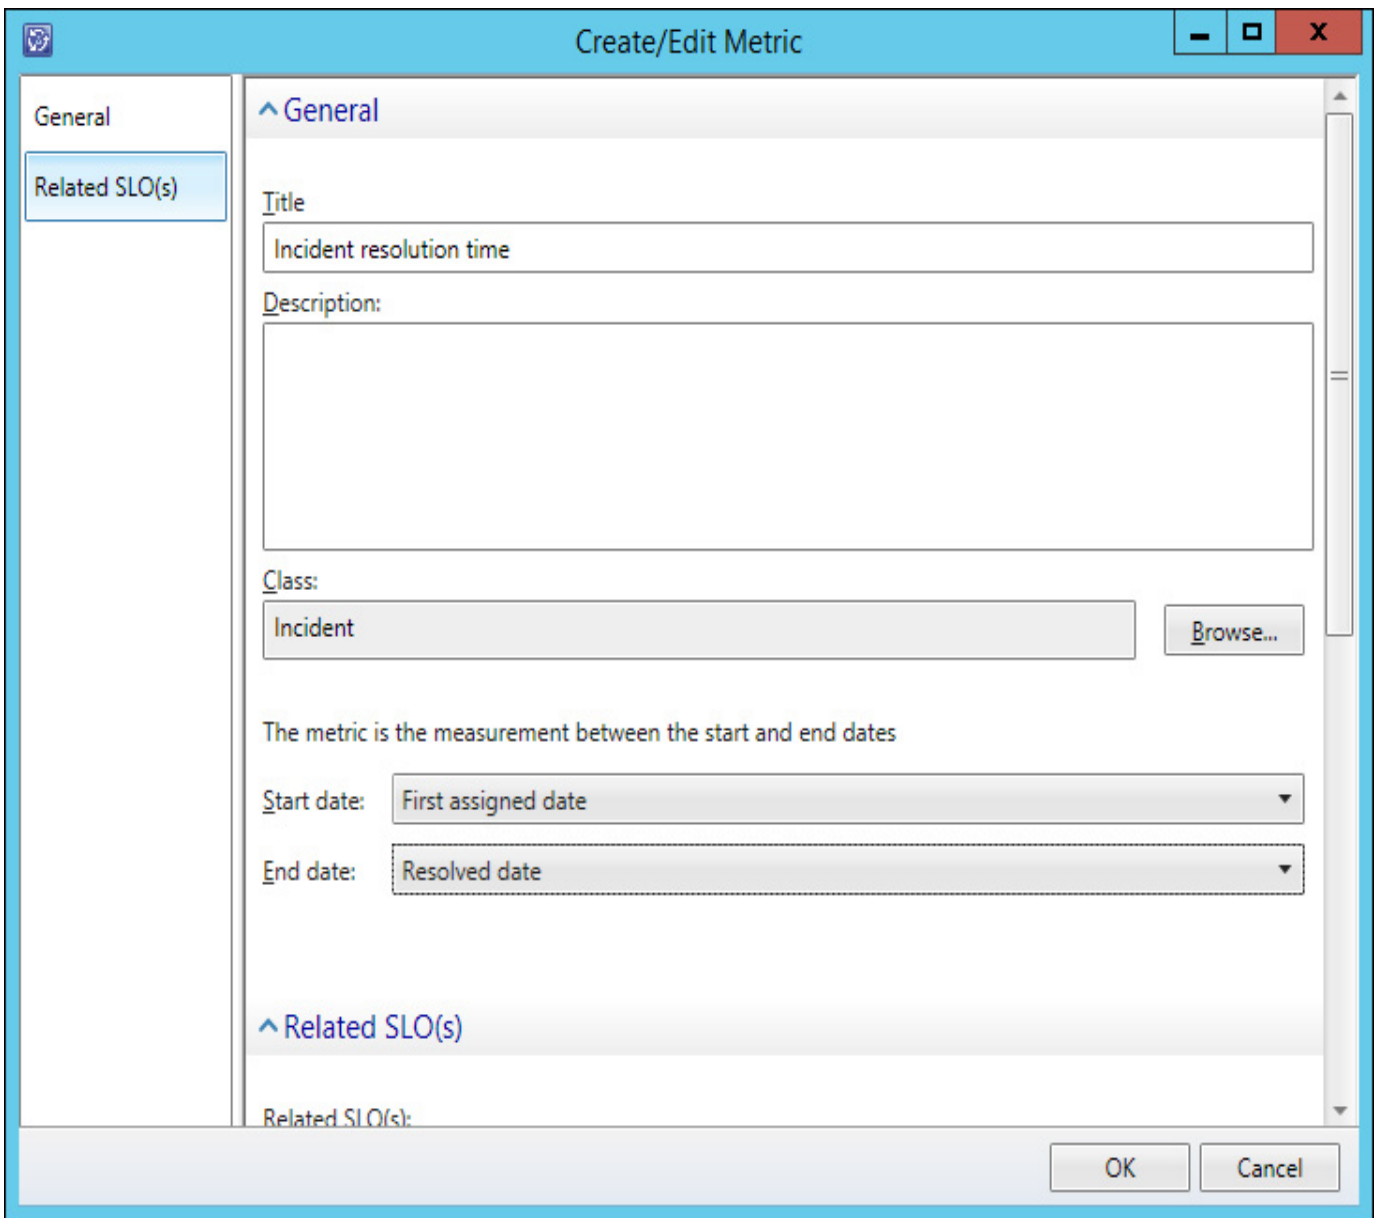 Create/Edit Metric
X
General
Related SLO(s)
General
Title
Incident resolution time
Description:
Class:
Incident
Browse...
The metric is the measurement between the start and end dates
Start date: First assigned date
End date: Resolved date
Related SLO(s)
Related SLO(s):
OK Cancel